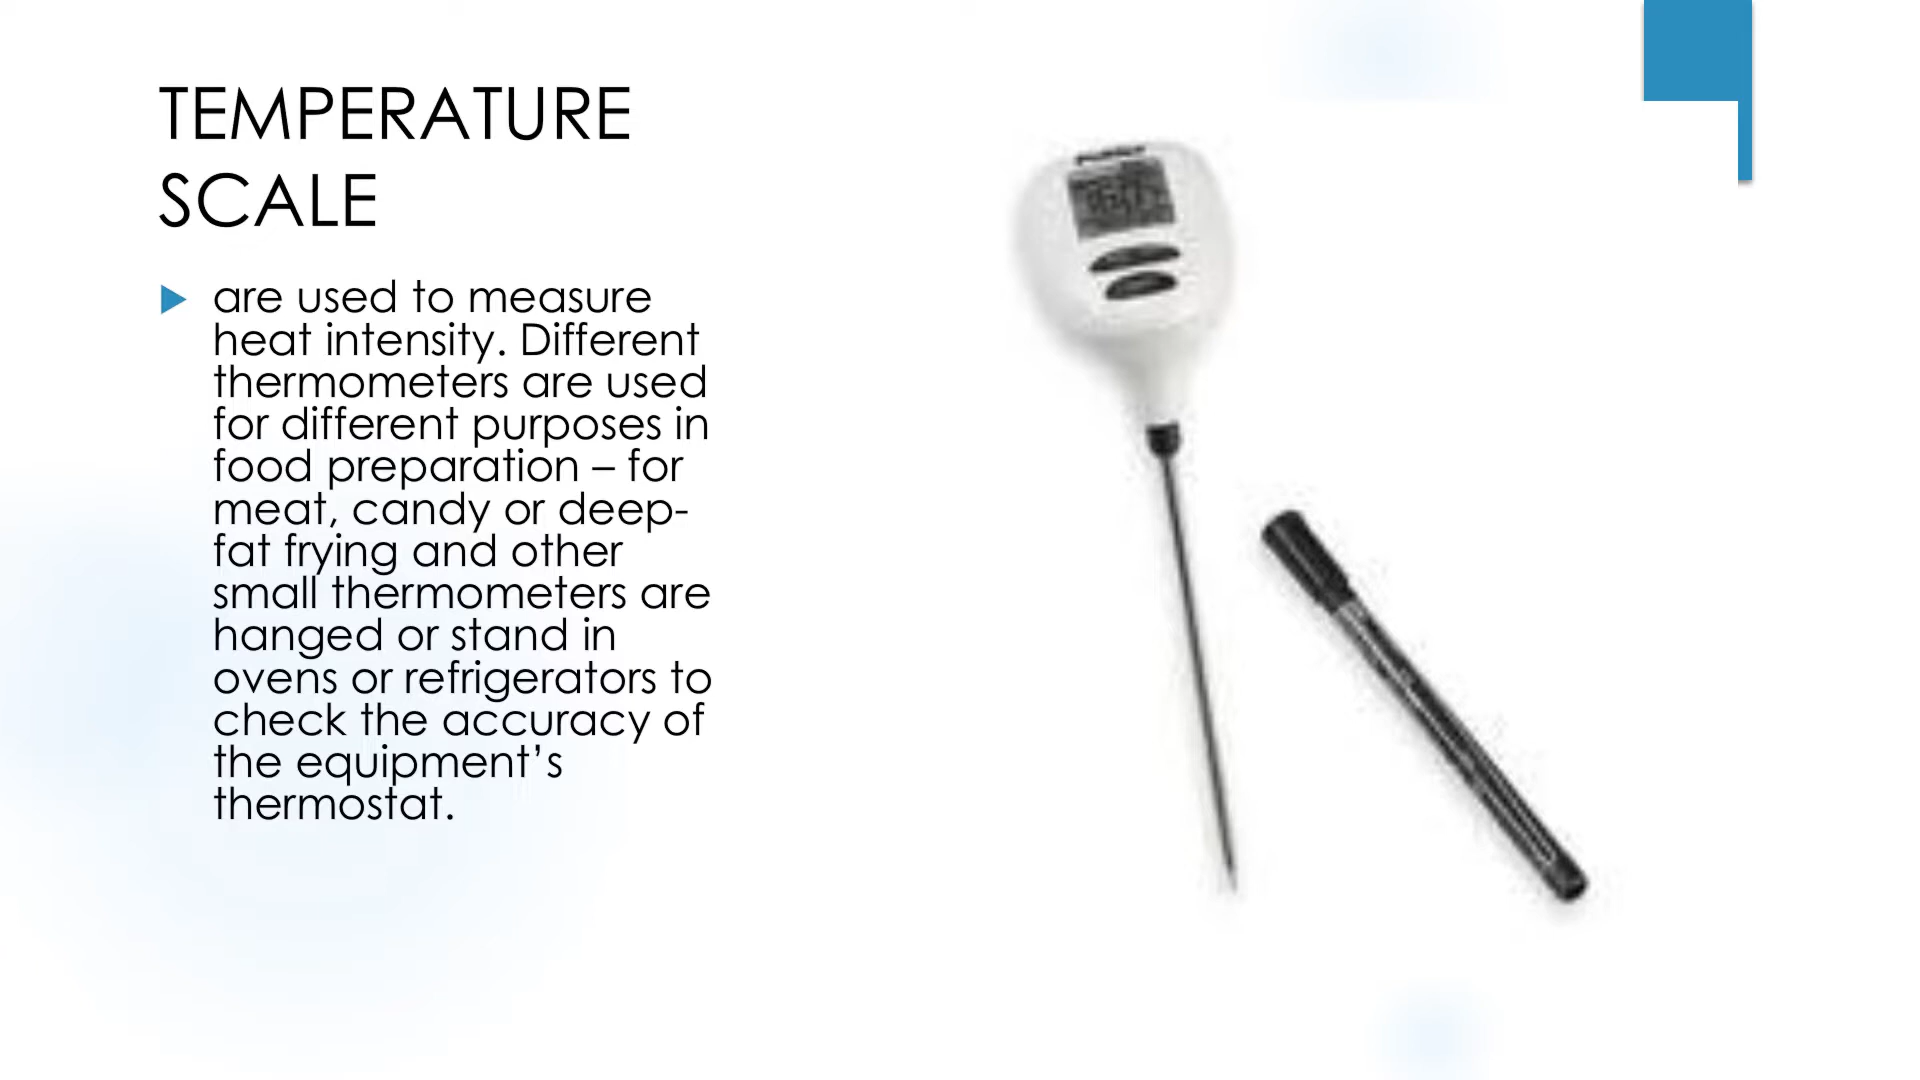 TEMPERATURE
SCALE
are used to measure
heat intensity. Different
thermometers are used
for different purposes in
food preparation – for
meat, candy or deep-
fat frying and other
small thermometers are
hanged or stand in
ovens or refrigerators to
check the accuracy of
the equipment’s
thermostat.